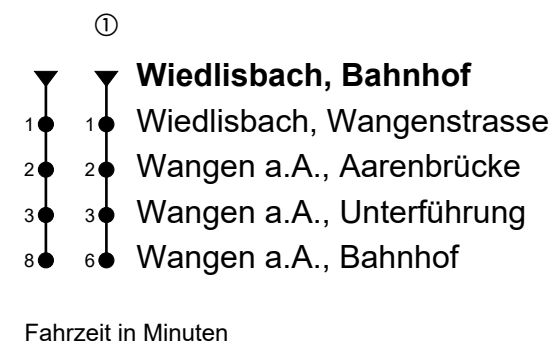 ①
Wiedlisbach, Bahnhof
1 1 Wiedlisbach, Wangenstrasse
2 2 Wangen a.A., Aarenbrücke
3 3 Wangen a.A., Unterführung
8 6 Wangen a.A., Bahnhof
Fahrzeit in Minuten